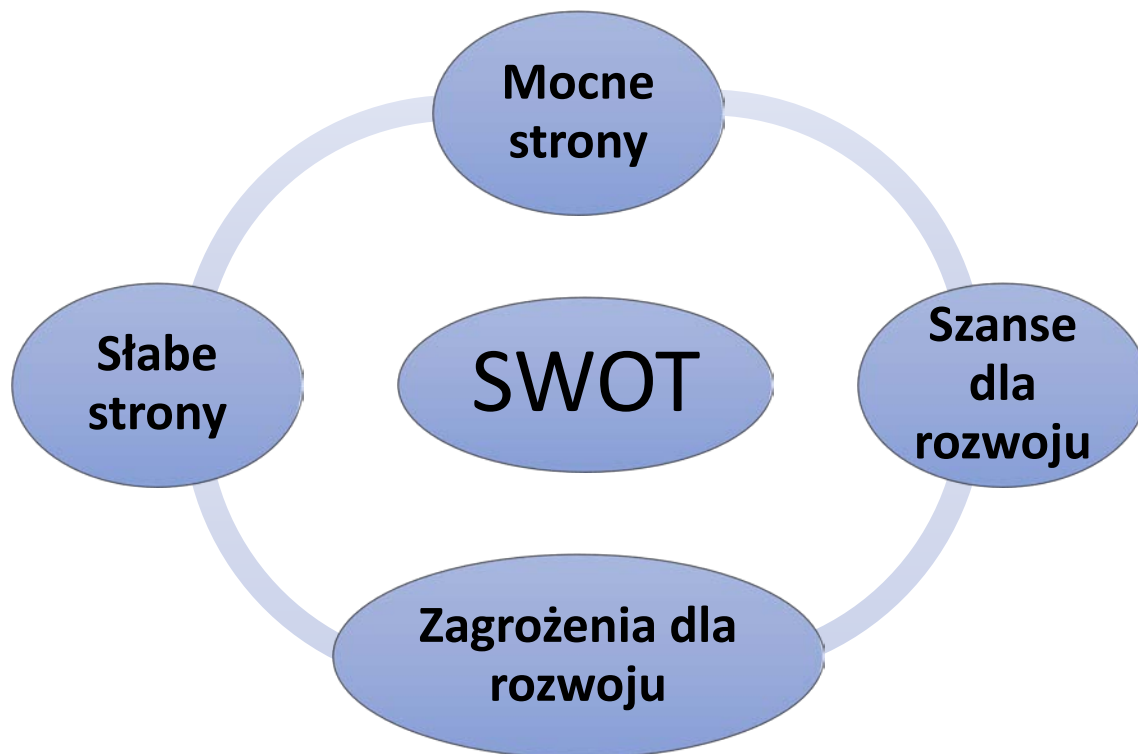 Mocne
strony
Słabe
strony
SWOT
Szanse
dla
rozwoju
Zagrożenia dla
rozwoju